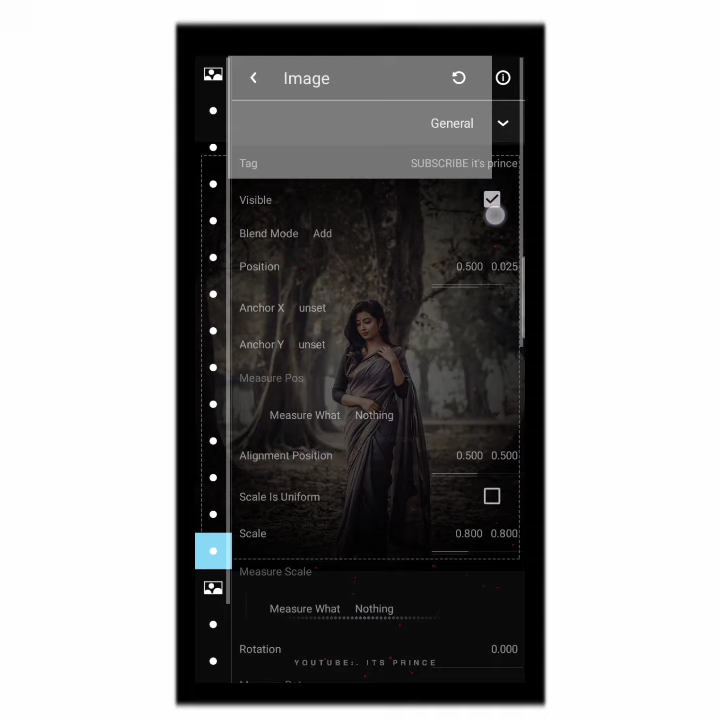 Image
General
Tag SUBSCRIBE it's prince
Visible
Blend Mode Add
Position 0.500 0.025
Anchor X unset
Anchor Y unset
Measure Pos
Measure What Nothing
Alignment Position 0.500 0.500
Scale Is Uniform
Scale 0.800 0.800
Measure Scale
Measure What Nothing
Rotation 0.000
YOUTUBE:. ITS PRINCE